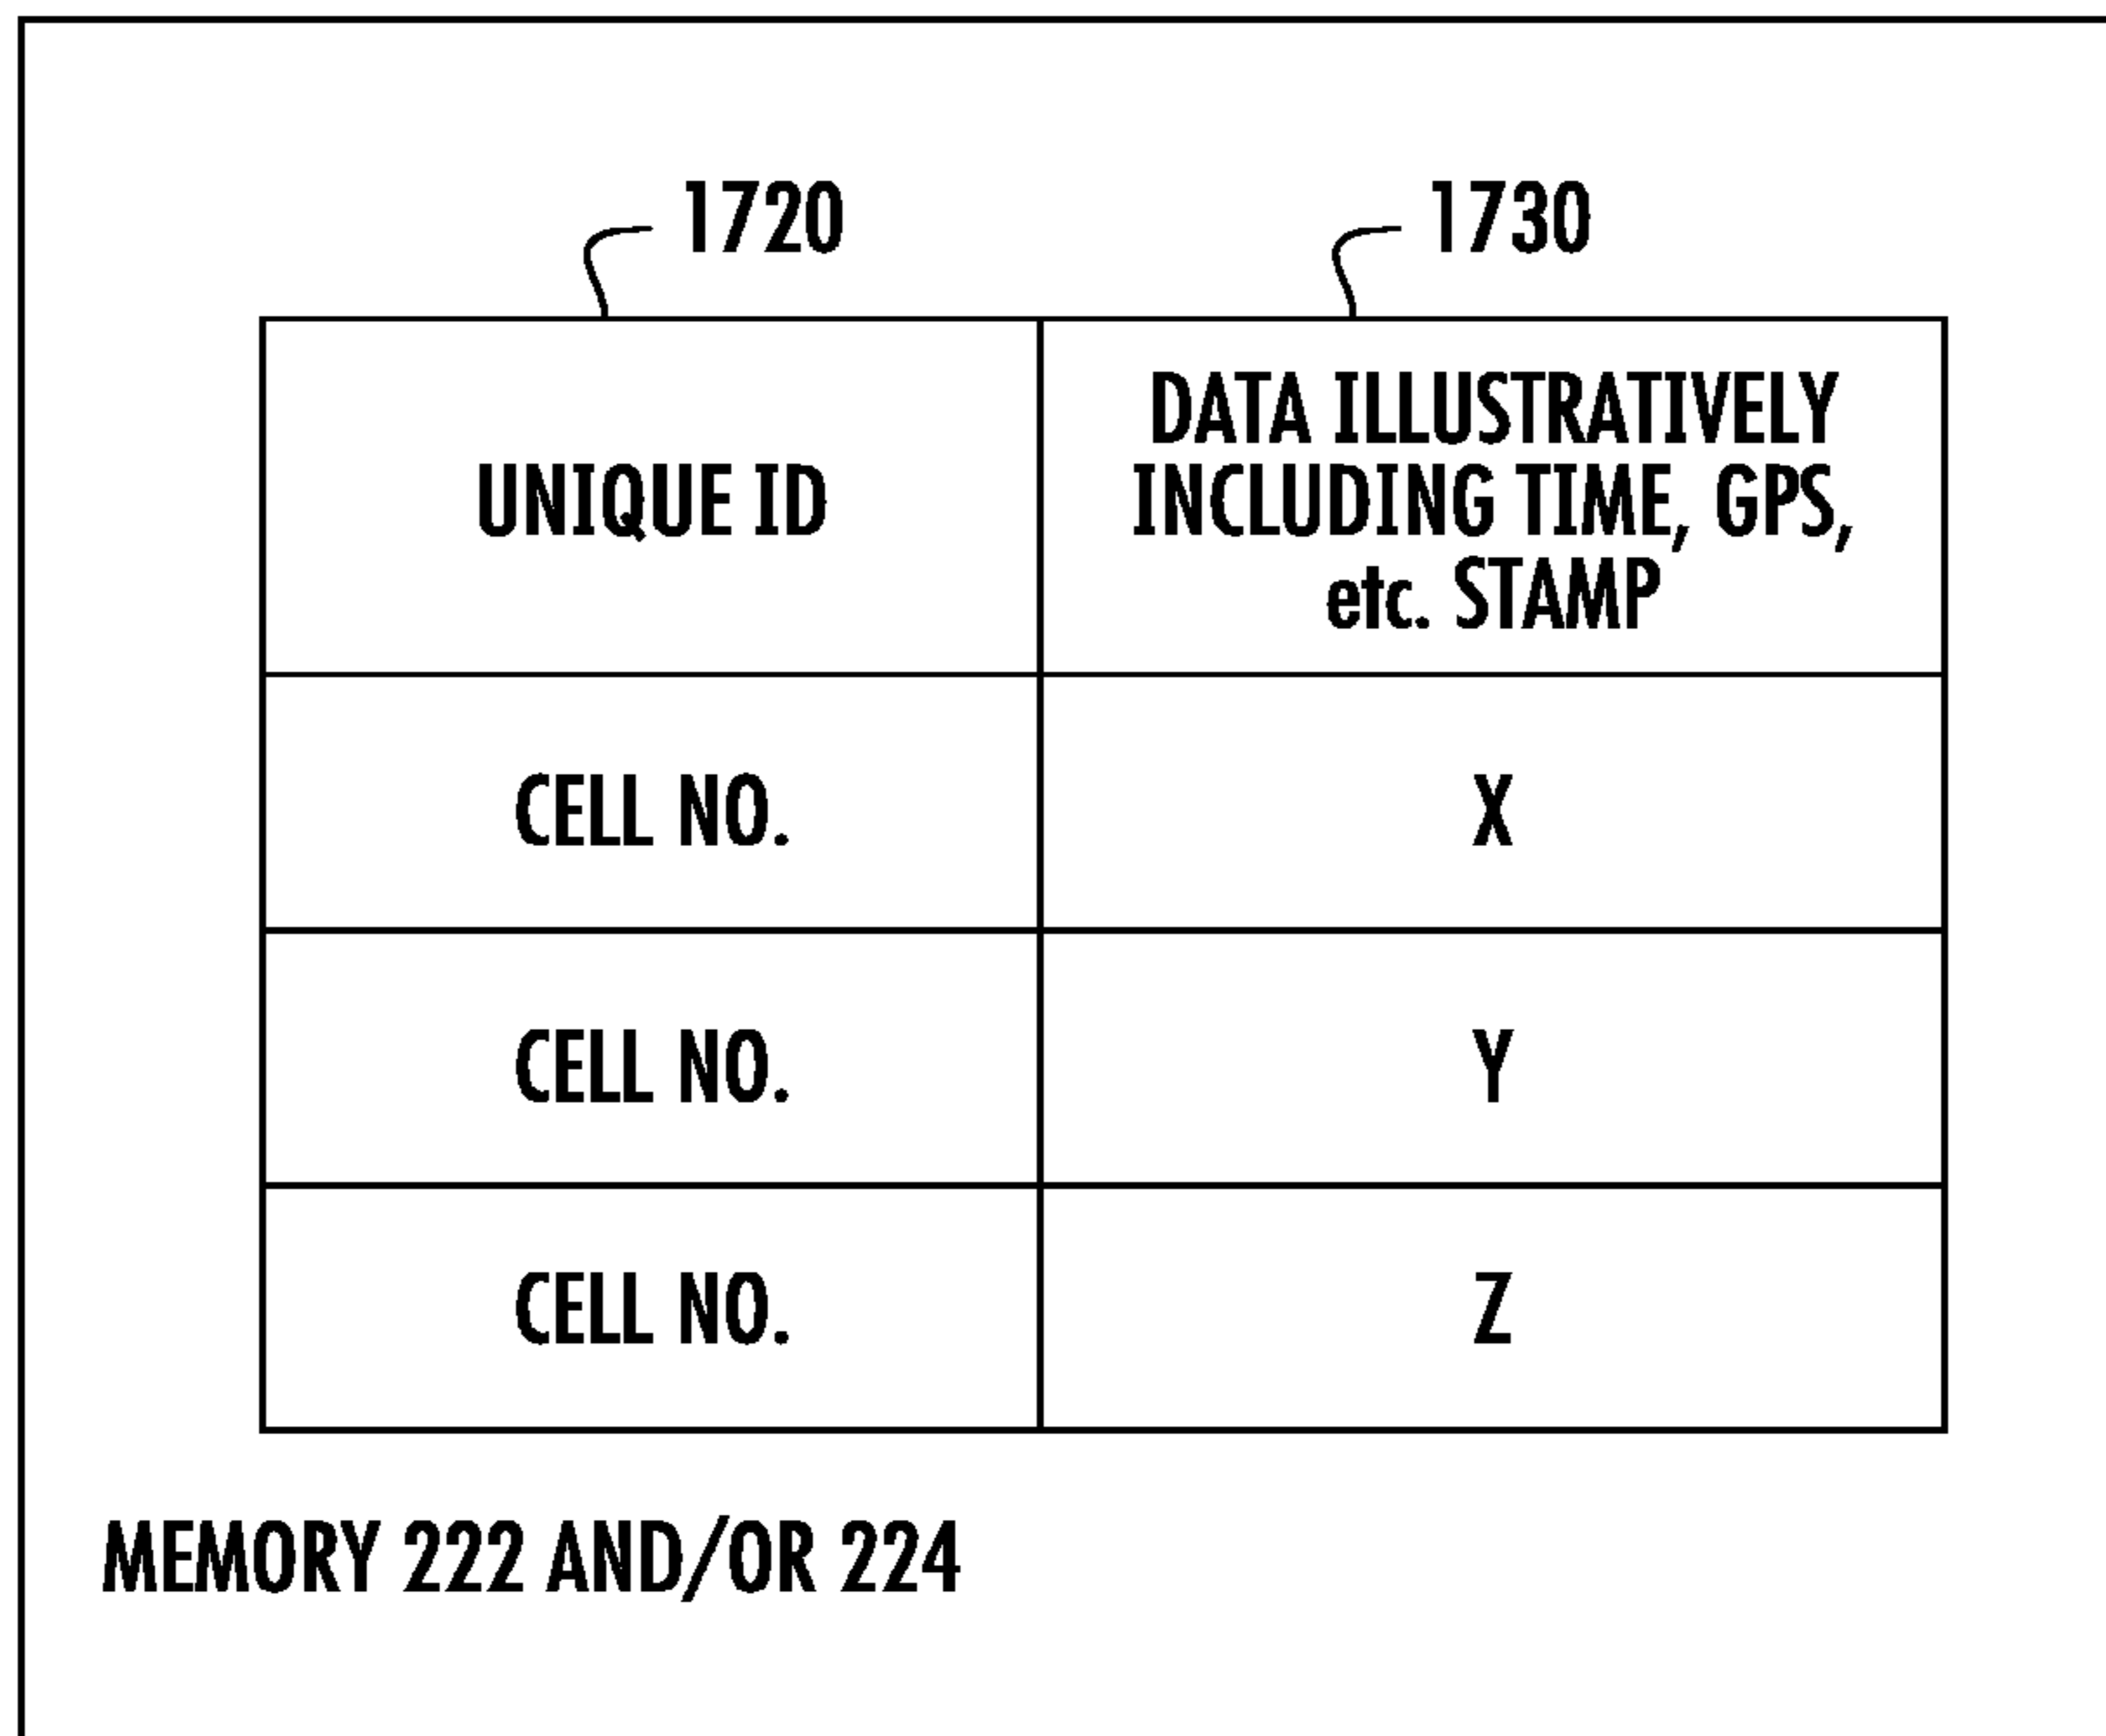 1720
1730
UNIQUE ID
DATA ILLUSTRATIVELY
INCLUDING TIME, GPS,
etc. STAMP
CELL NO.
X
CELL NO.
Y
CELL NO.
Z
MEMORY 222 AND/OR 224